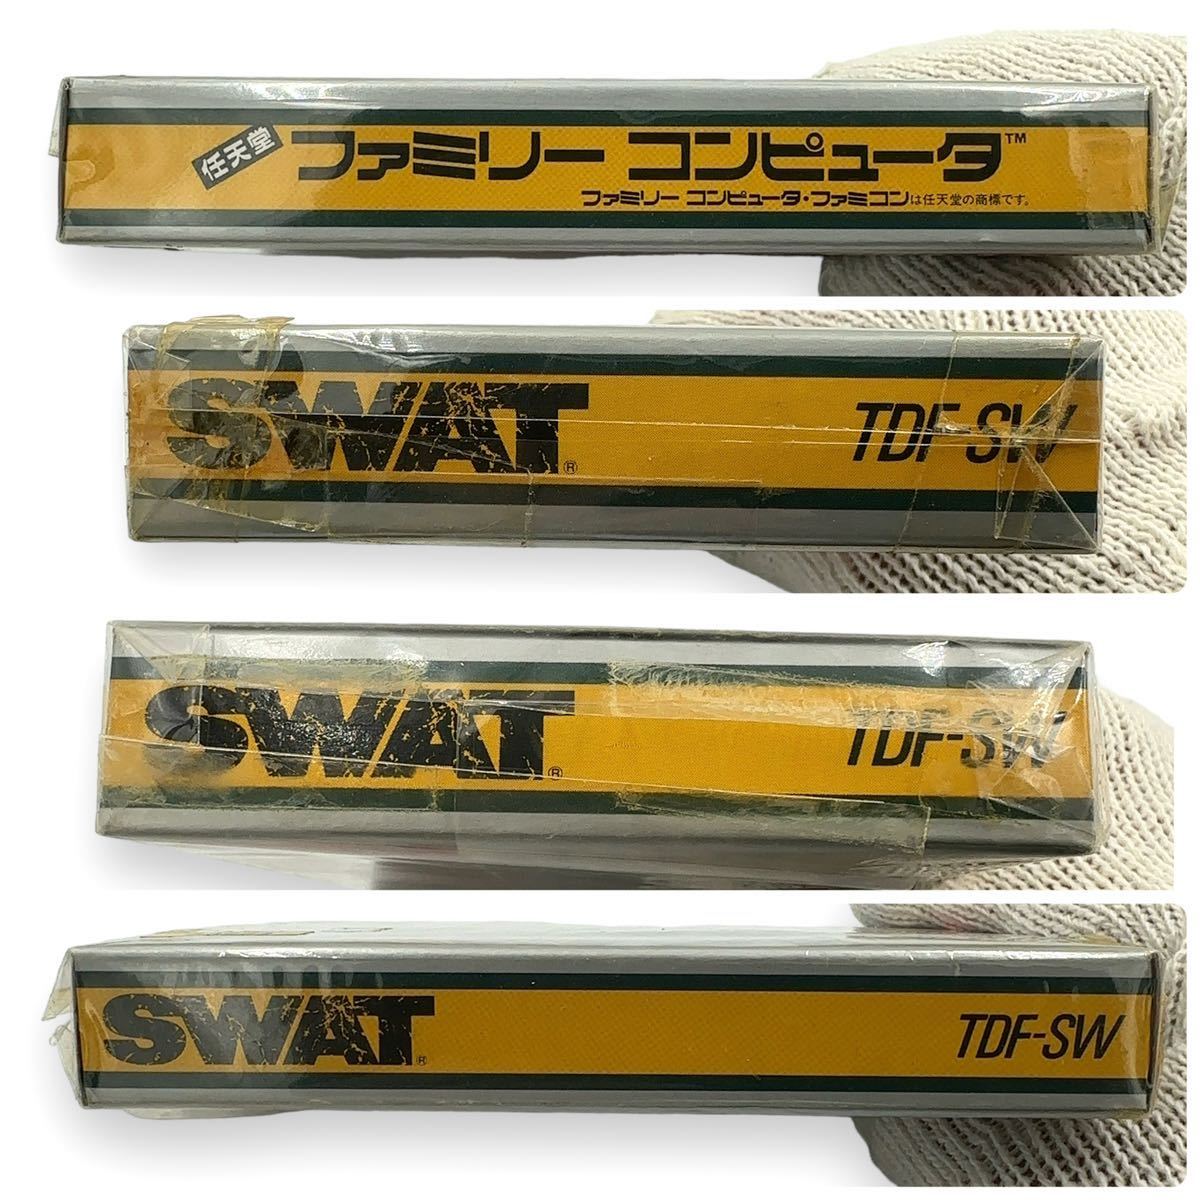 任天堂 ファミリー コンピュータ™
ファミリー コンピュータ・ファミコンは任天堂の商標です。
SWAT® TDF-SW
SWAT® TDF-SW
SWAT® TDF-SW